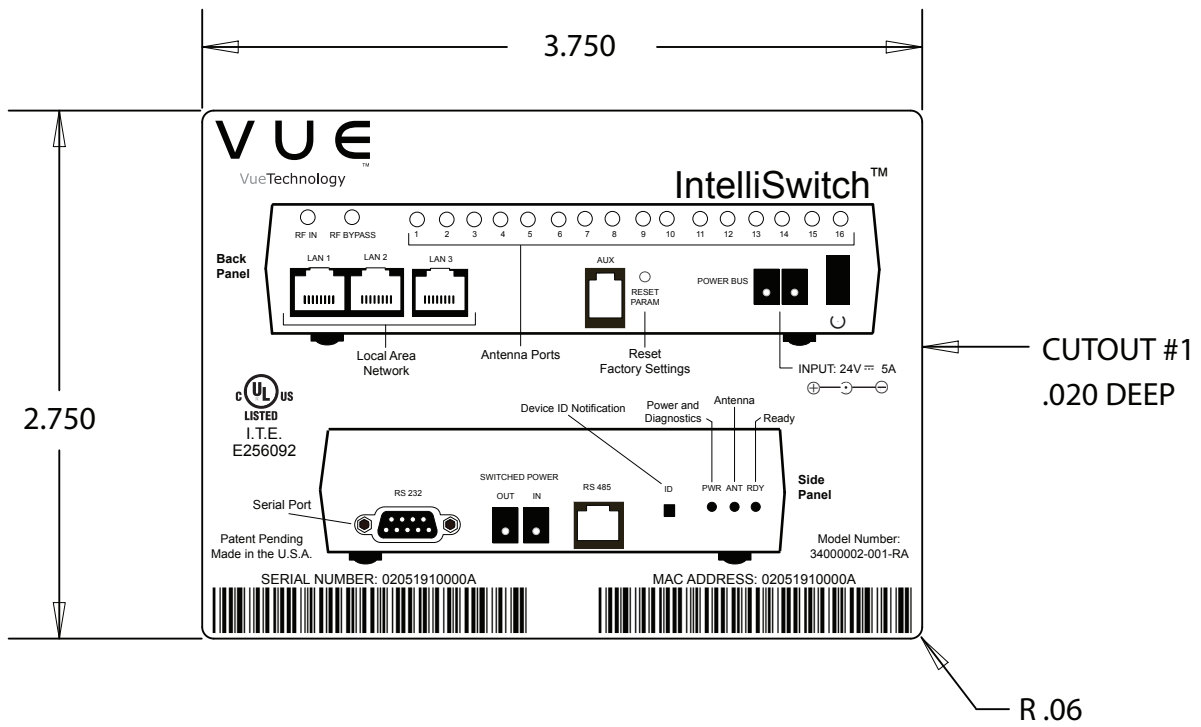 3.750
VUE™
VueTechnology
IntelliSwitch™
RF IN RF BYPASS 1 2 3 4 5 6 7 8 9 10 11 12 13 14 15 16
Back
Panel
LAN 1 LAN 2 LAN 3
AUX
RESET
PARAM
POWER BUS
Local Area
Network
Antenna Ports
Reset
Factory Settings
INPUT: 24V 5A
CUTOUT #1
.020 DEEP
2.750
C UL US
LISTED
I.T.E.
E256092
Device ID Notification
Power and
Diagnostics
Antenna
Ready
Serial Port
RS 232
SWITCHED POWER
OUT IN
RS 485
ID
PWR ANT RDY
Side
Panel
Patent Pending
Made in the U.S.A.
Model Number:
34000002-001-RA
SERIAL NUMBER: 02051910000A
MAC ADDRESS: 02051910000A
R .06